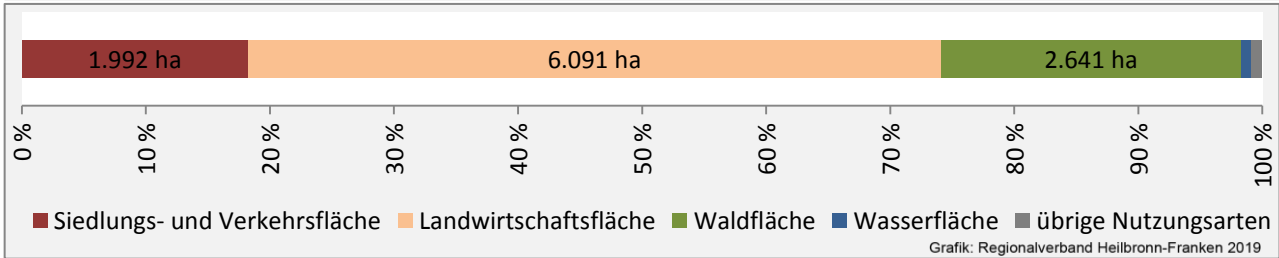 1.992 ha 6.091 ha 2.641 ha
0 % 10 % 20 % 30 % 40 % 50 % 60 % 70 % 80 % 90 % 100 %
Siedlungs- und Verkehrsfläche Landwirtschaftsfläche Waldfläche Wasserfläche übrige Nutzungsarten
Grafik: Regionalverband Heilbronn-Franken 2019